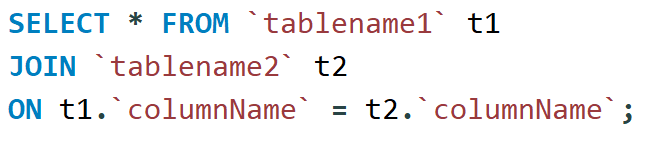 SELECT * FROM `tablename1` t1
JOIN `tablename2` t2
ON t1.`columnName` = t2.`columnName`;